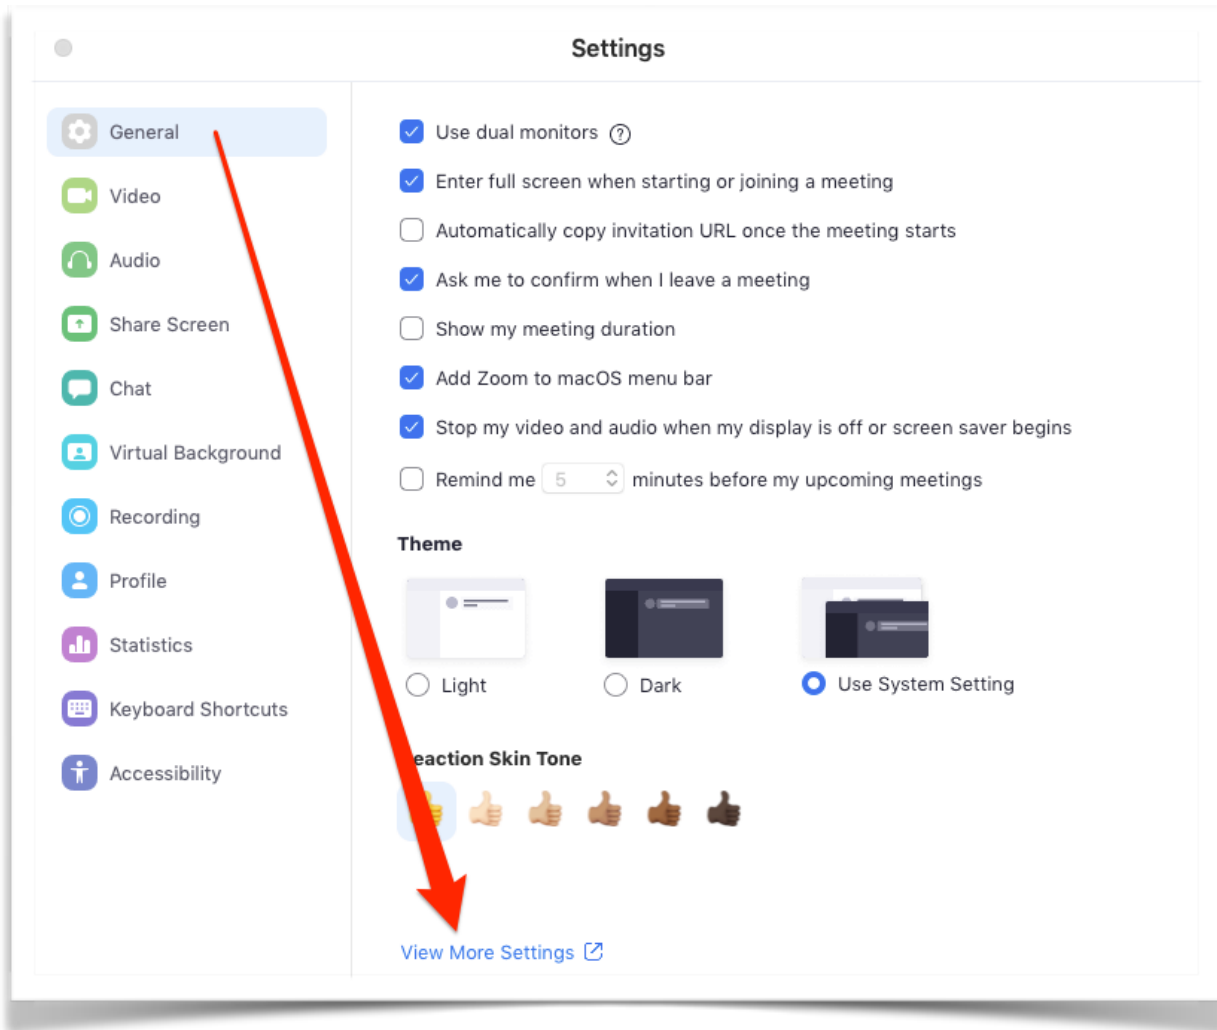 Settings
General
Video
Audio
Share Screen
Chat
Virtual Background
Recording
Profile
Statistics
Keyboard Shortcuts
Accessibility
Use dual monitors ?
Enter full screen when starting or joining a meeting
Automatically copy invitation URL once the meeting starts
Ask me to confirm when I leave a meeting
Show my meeting duration
Add Zoom to macOS menu bar
Stop my video and audio when my display is off or screen saver begins
Remind me 5 minutes before my upcoming meetings
Theme
Light
Dark
Use System Setting
eaction Skin Tone
View More Settings